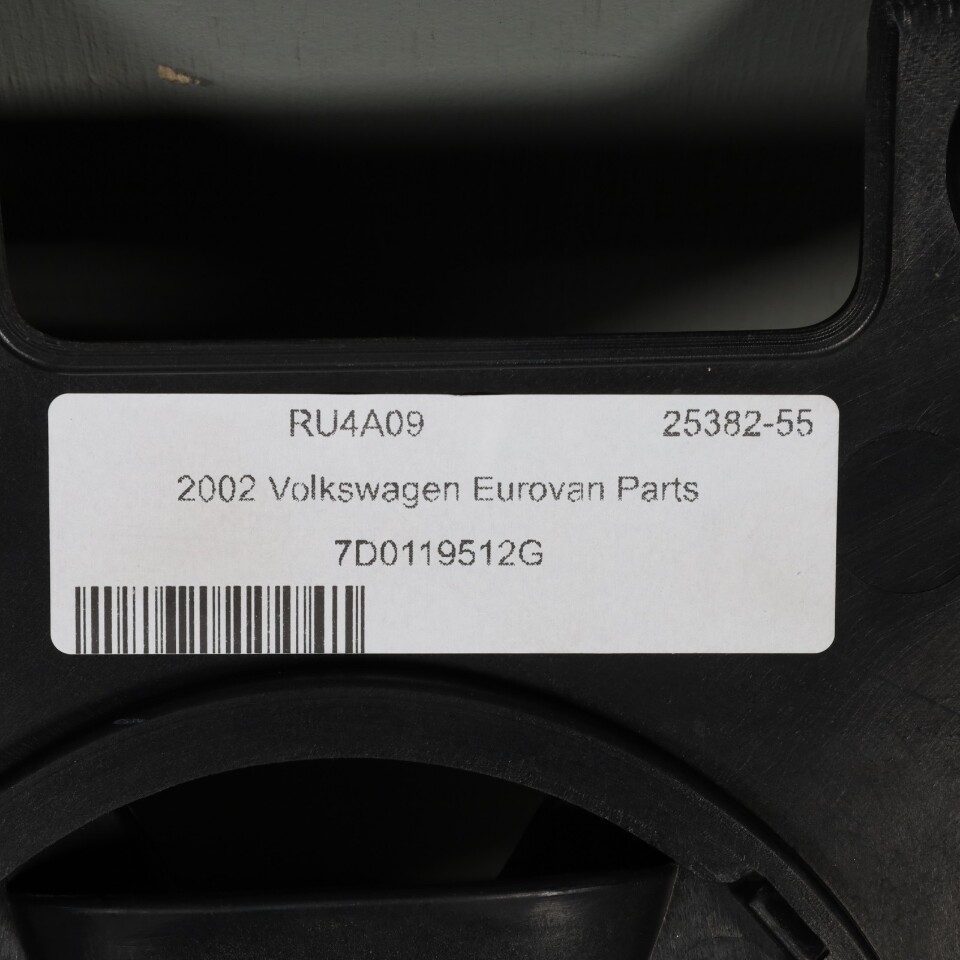 RU4A09 25382-55
2002 Volkswagen Eurovan Parts
7D0119512G